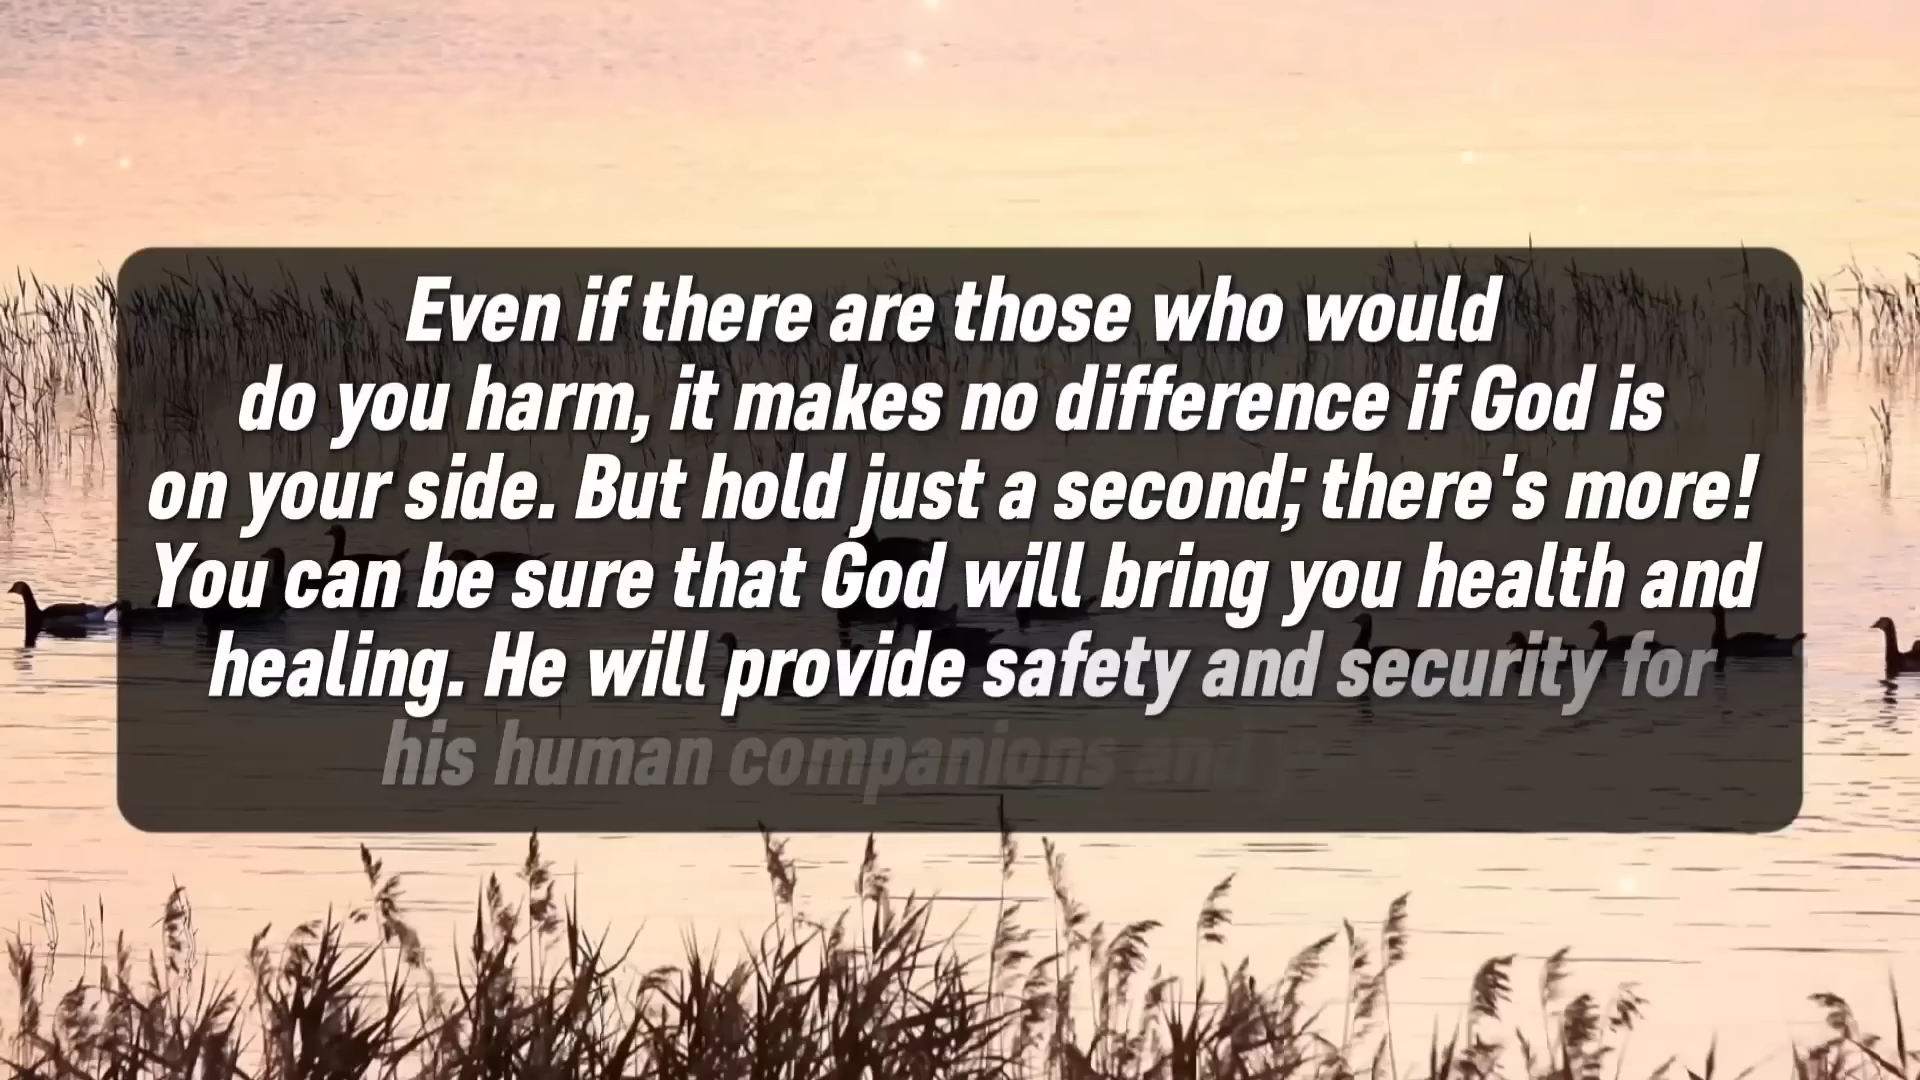 Even if there are those who would
do you harm, it makes no difference if God is
on your side. But hold just a second; there's more!
You can be sure that God will bring you health and
healing. He will provide safety and security for
his human companions and